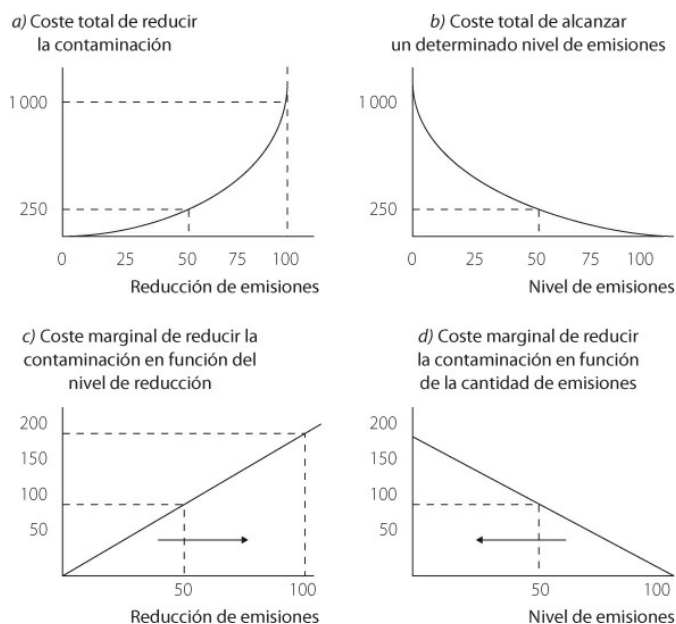 a) Coste total de reducir
la contaminación
1 000
250
0 25 50 75 100
Reducción de emisiones
b) Coste total de alcanzar
un determinado nivel de emisiones
1 000
250
0 25 50 75 100
Nivel de emisiones
c) Coste marginal de reducir la
contaminación en función del
nivel de reducción
200
150
100
50
50 100
Reducción de emisiones
d) Coste marginal de reducir
la contaminación en función
de la cantidad de emisiones
200
150
100
50
50 100
Nivel de emisiones